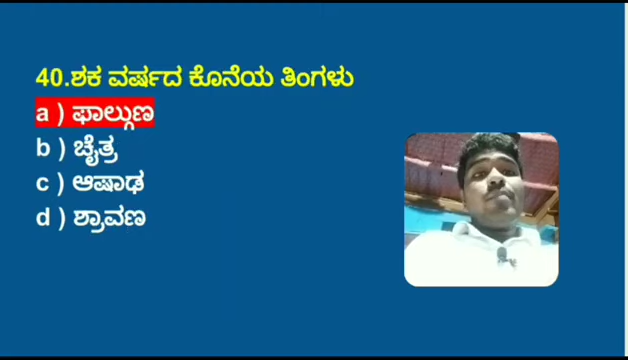 40.ಶಕ ವರ್ಷದ ಕೊನೆಯ ತಿಂಗಳು
a ) ಫಾಲ್ಗುಣ
b ) ಚೈತ್ರ
c ) ಆಷಾಢ
d ) ಶ್ರಾವಣ